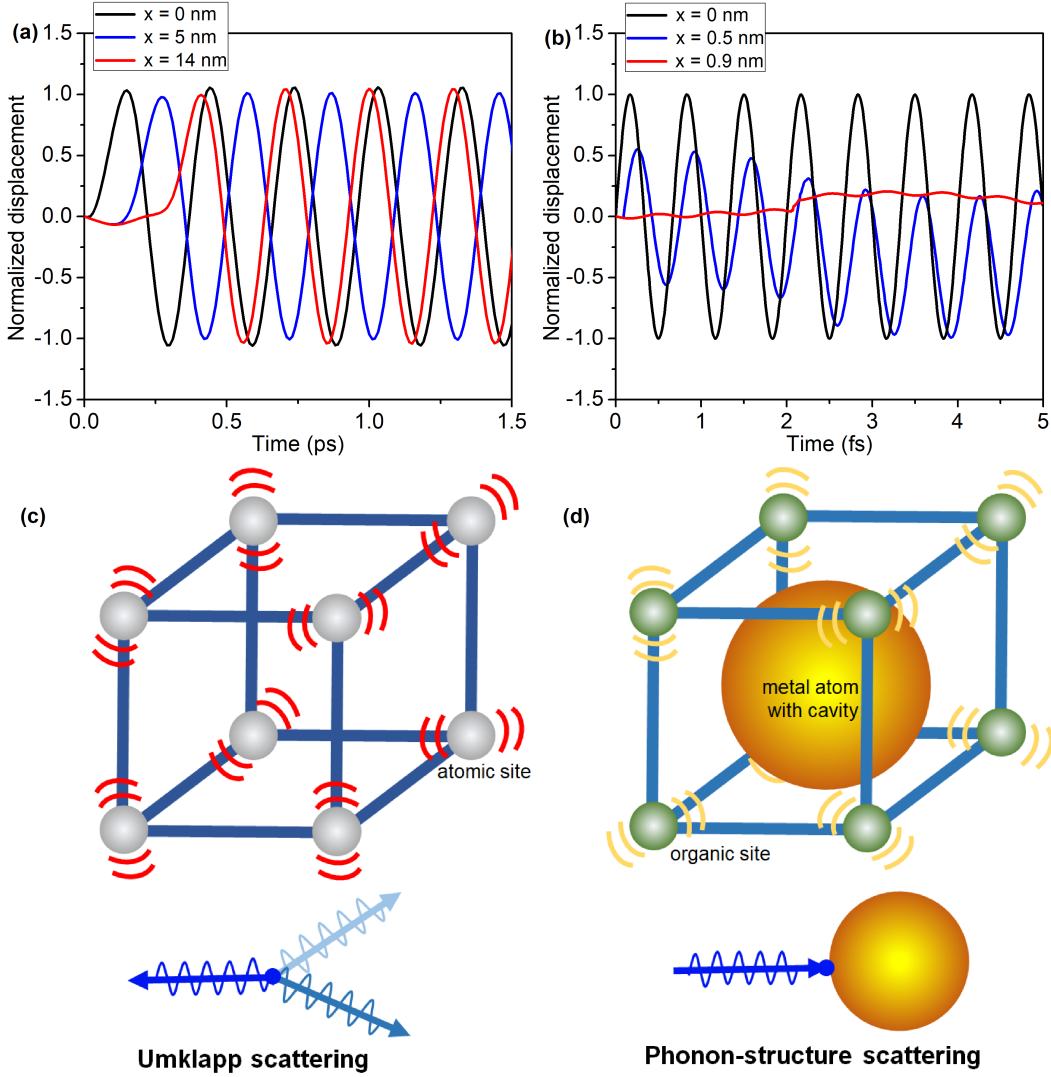 (a)
x = 0 nm
x = 5 nm
x = 14 nm
1.5
1.0
0.5
0.0
-0.5
-1.0
-1.5
Normalized displacement
0.0
0.5
1.0
1.5
Time (ps)
(b)
x = 0 nm
x = 0.5 nm
x = 0.9 nm
1.5
1.0
0.5
0.0
-0.5
-1.0
-1.5
Normalized displacement
0
1
2
3
4
5
Time (fs)
(c)
atomic site
Umklapp scattering
(d)
metal atom
with cavity
organic site
Phonon-structure scattering